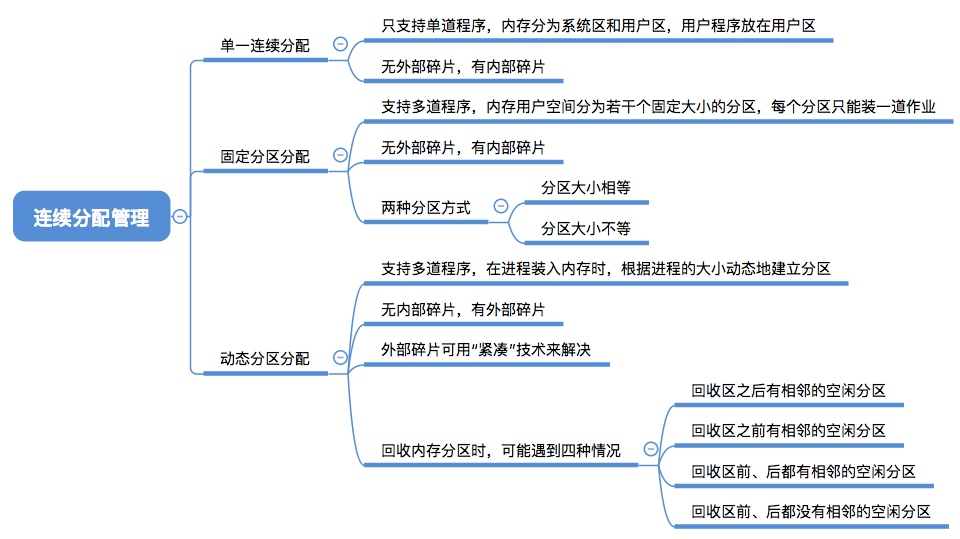 连续分配管理
单一连续分配
只支持单道程序，内存分为系统区和用户区，用户程序放在用户区
无外部碎片，有内部碎片
固定分区分配
支持多道程序，内存用户空间分为若干个固定大小的分区，每个分区只能装一道作业
无外部碎片，有内部碎片
两种分区方式
分区大小相等
分区大小不等
动态分区分配
支持多道程序，在进程装入内存时，根据进程的大小动态地建立分区
无内部碎片，有外部碎片
外部碎片可用“紧凑”技术来解决
回收内存分区时，可能遇到四种情况
回收区之后有相邻的空闲分区
回收区之前有相邻的空闲分区
回收区前、后都有相邻的空闲分区
回收区前、后都没有相邻的空闲分区